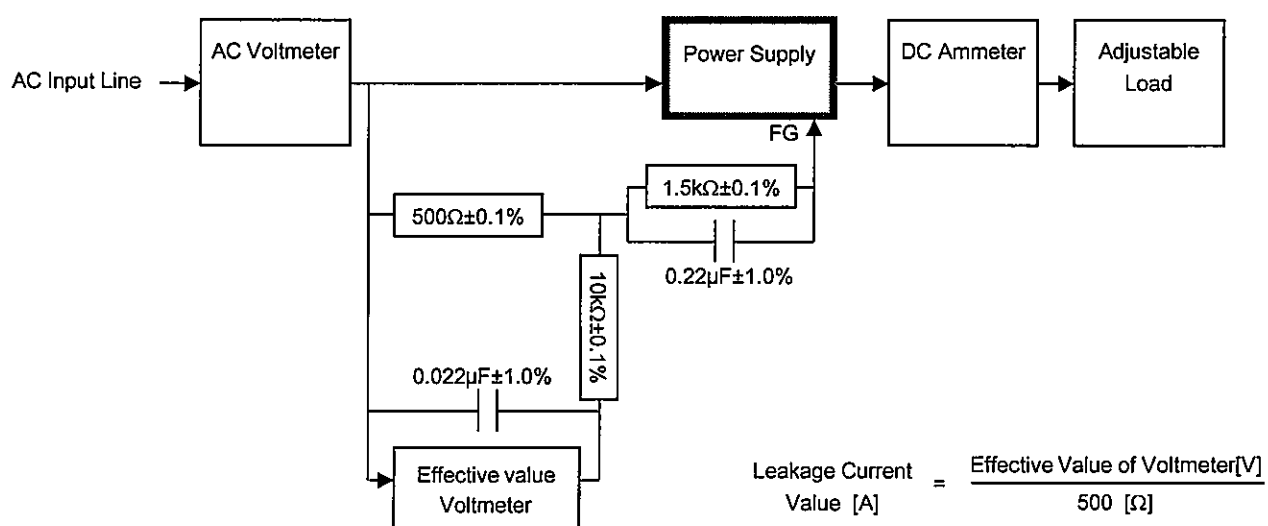 AC Voltmeter
Power Supply
DC Ammeter
Adjustable
Load
AC Input Line
FG
1.5kΩ±0.1%
500Ω±0.1%
0.22µF±1.0%
10kΩ±0.1%
0.022µF±1.0%
Effective value
Voltmeter
Leakage Current
Value [A]
=
Effective Value of Voltmeter[V]
500 [Ω]